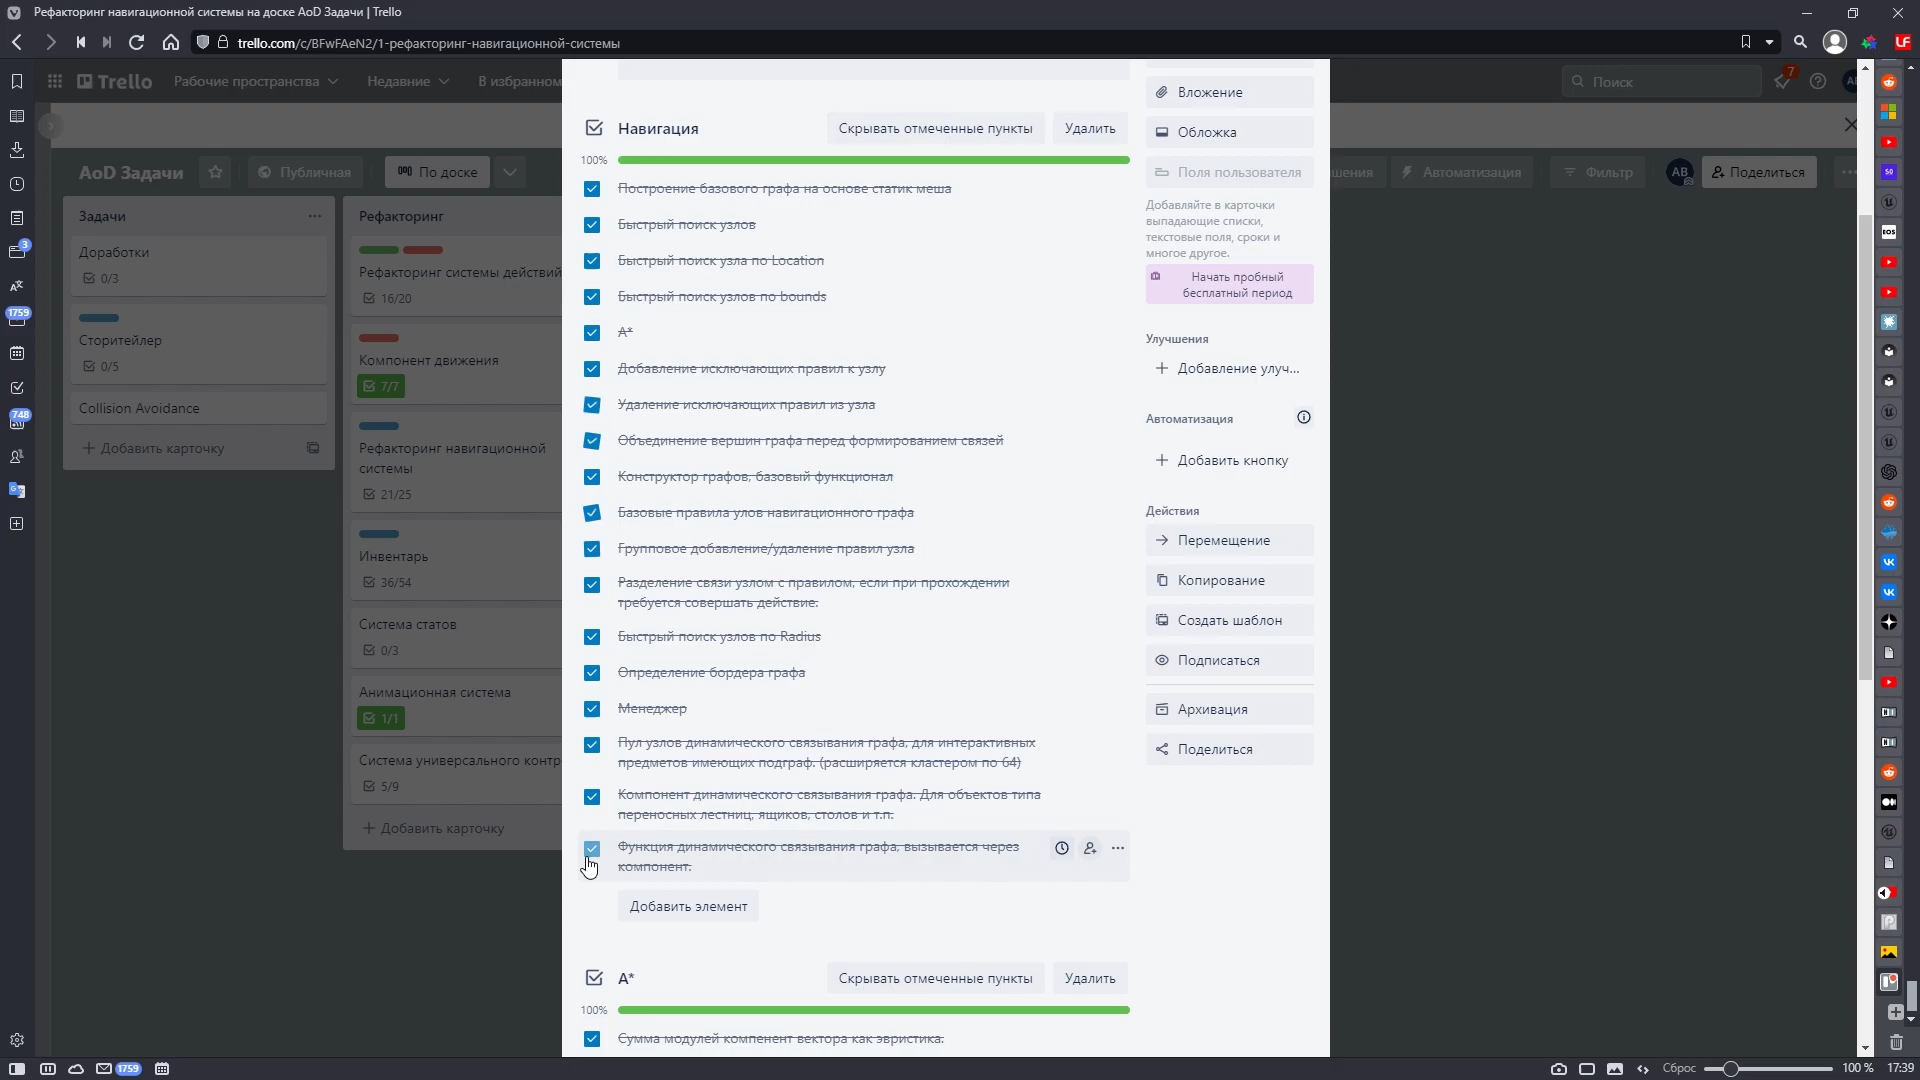 Рефакторинг навигационной системы на доске AoD Задачи | Trello
trello.com/c/BFwFAeN2/1-рефакторинг-навигационной-системы
Trello
Рабочие пространства
Недавние
В избранном
Поиск
7
AoD Задачи
Публичная
По доске
Автоматизация
Фильтр
AB
Поделиться
Задачи
Доработки
0/3
Сторителлер
0/5
Collision Avoidance
Добавить карточку
Рефакторинг
Рефакторинг системы действий
16/20
Компонент движения
7/7
Рефакторинг навигационной
системы
21/25
Инвентарь
36/54
Система статов
0/3
Анимационная система
1/1
Система универсального контр
5/9
Добавить карточку
Навигация
Скрывать отмеченные пункты
Удалить
100%
Построение базового графа на основе статик меша
Быстрый поиск узлов
Быстрый поиск узла по Location
Быстрый поиск узлов по bounds
A*
Добавление исключающих правил к узлу
Удаление исключающих правил из узла
Объединение вершин графа перед формированием связей
Конструктор графов, базовый функционал
Базовые правила улов навигационного графа
Групповое добавление/удаление правил узла
Разделение связи узлом с правилом, если при прохождении
требуется совершать действие.
Быстрый поиск узлов по Radius
Определение бордера графа
Менеджер
Пул узлов динамического связывания графа, для интерактивных
предметов имеющих подграф. (расширяется кластером по 64)
Компонент динамического связывания графа. Для объектов типа
переносных лестниц, ящиков, столов и т.п.
Функция динамического связывания графа, вызывается через
компонент.
Добавить элемент
A*
Скрывать отмеченные пункты
Удалить
100%
Сумма модулей компенент вектора как эвристика.
Вложение
Обложка
Поля пользователя
Добавляйте в карточки
выпадающие списки,
текстовые поля, сроки и
многое другое.
Начать пробный
бесплатный период
Улучшения
Добавление улуч...
Автоматизация
Добавить кнопку
Действия
Перемещение
Копирование
Создать шаблон
Подписаться
Архивация
Поделиться
3
1759
748
1759
Сброс
100 %
17:39